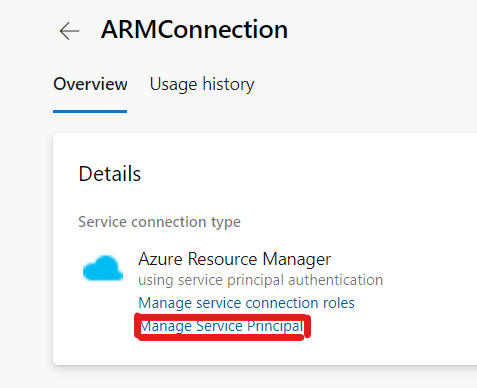 ARMConnection
Overview Usage history
Details
Service connection type
Azure Resource Manager
using service principal authentication
Manage service connection roles
Manage Service Principal